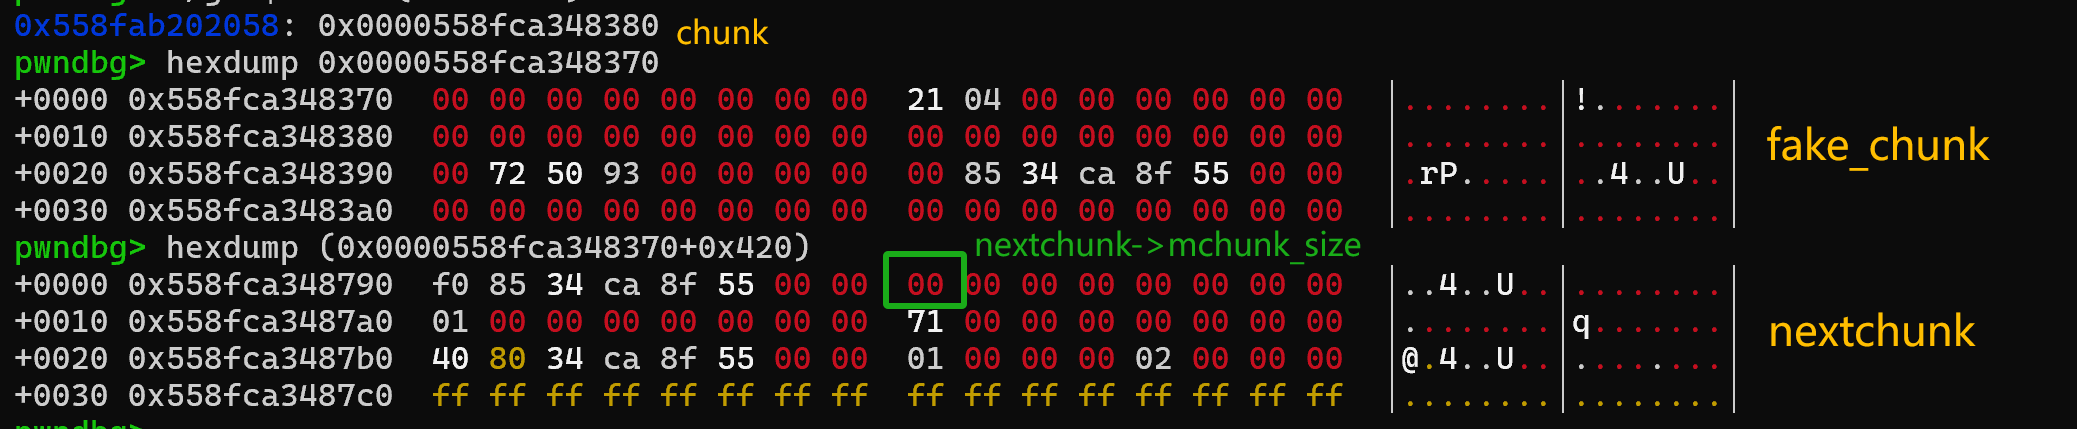 0x558fab202058: 0x0000558fca348380 chunk
pwndbg> hexdump 0x0000558fca348370
+0000 0x558fca348370 00 00 00 00 00 00 00 00 21 04 00 00 00 00 00 00 |........|!.......|
+0010 0x558fca348380 00 00 00 00 00 00 00 00 00 00 00 00 00 00 00 00 |........|........| fake_chunk
+0020 0x558fca348390 00 72 50 93 00 00 00 00 00 85 34 ca 8f 55 00 00 |.rP.....|..4..U..|
+0030 0x558fca3483a0 00 00 00 00 00 00 00 00 00 00 00 00 00 00 00 00 |........|........|
pwndbg> hexdump (0x0000558fca348370+0x420) nextchunk->mchunk_size
+0000 0x558fca348790 f0 85 34 ca 8f 55 00 00 00 00 00 00 00 00 00 00 |..4..U..|........|
+0010 0x558fca3487a0 01 00 00 00 00 00 00 00 71 00 00 00 00 00 00 00 |........|q.......| nextchunk
+0020 0x558fca3487b0 40 80 34 ca 8f 55 00 00 01 00 00 00 02 00 00 00 |@.4..U..|........|
+0030 0x558fca3487c0 ff ff ff ff ff ff ff ff ff ff ff ff ff ff ff ff |........|........|